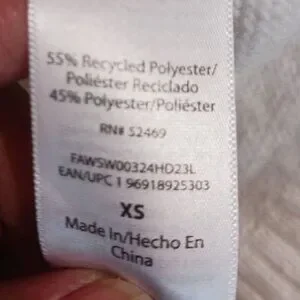 55% Recycled Polyester/
Poliéster Reciclado
45% Polyester/Poliéster
RN# 52469
FAWSW00324HD23L
EAN/UPC 1 96918925303
XS
Made In/Hecho En
China